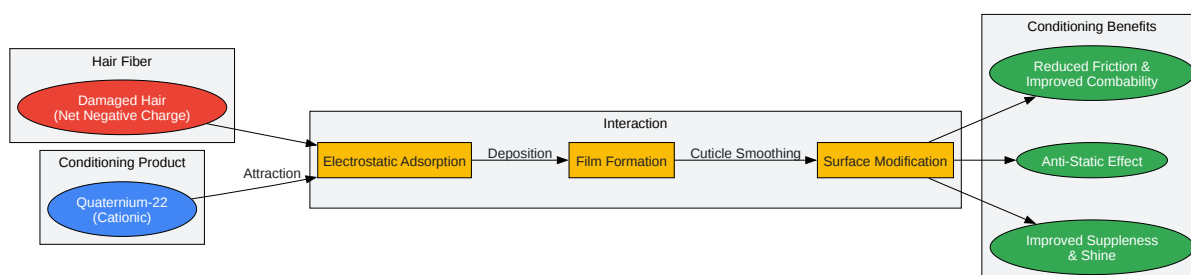 Hair Fiber
Damaged Hair
(Net Negative Charge)
Conditioning Product
Quaternium-22
(Cationic)
Attraction
Interaction
Electrostatic Adsorption
Deposition
Film Formation
Cuticle Smoothing
Surface Modification
Conditioning Benefits
Reduced Friction &
Improved Combability
Anti-Static Effect
Improved Suppleness
& Shine